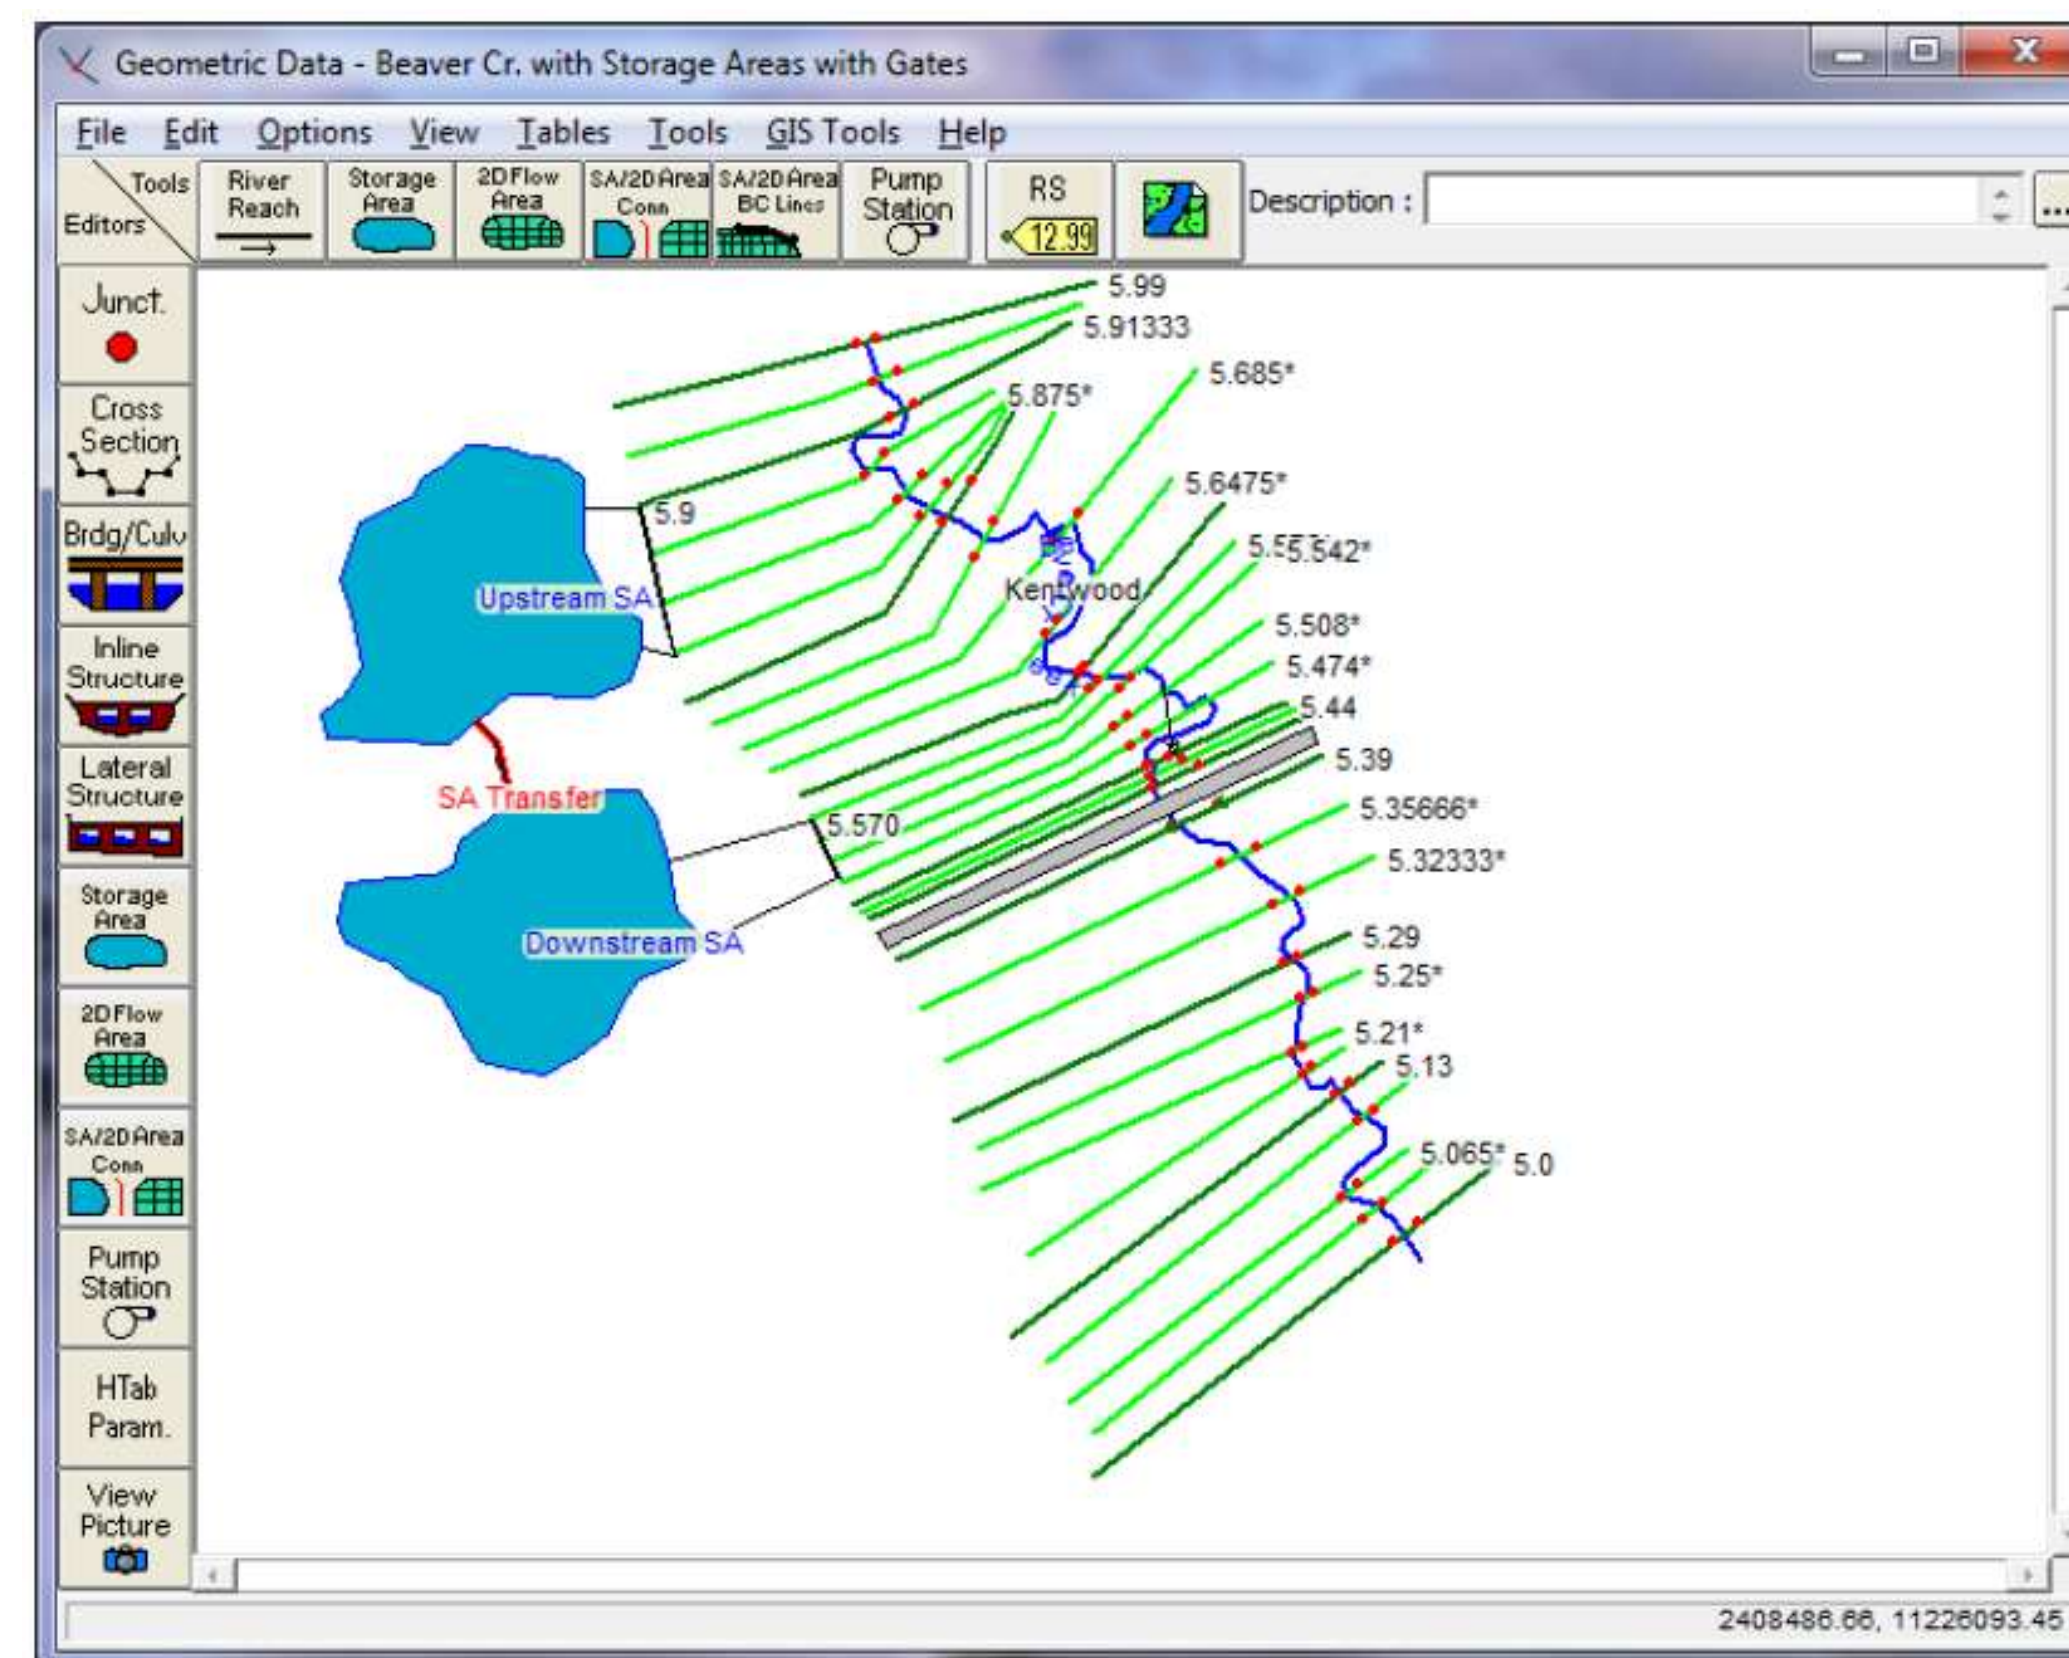 Geometric Data - Beaver Cr. with Storage Areas with Gates
File Edit Options View Tables Tools GIS Tools Help
Tools
Editors
River
Reach
Storage
Area
2D Flow
Area
SA/2D Area
Conn
SA/2D Area
BC Lines
Pump
Station
RS
12.99
Description :
...
Junct.
Cross
Section
Brdg/Culv
Inline
Structure
Lateral
Structure
Storage
Area
2D Flow
Area
SA/2D Area
Conn
Pump
Station
HTab
Param.
View
Picture
5.99
5.91333
5.685*
5.875*
5.6475*
5.9
5.542*
Upstream SA
Kentwood
5.508*
5.474*
5.44
5.39
SA Transfer
5.35666*
5.570
5.32333*
Downstream SA
5.29
5.25*
5.21*
5.13
5.065*
5.0
2408486.66, 11226093.45